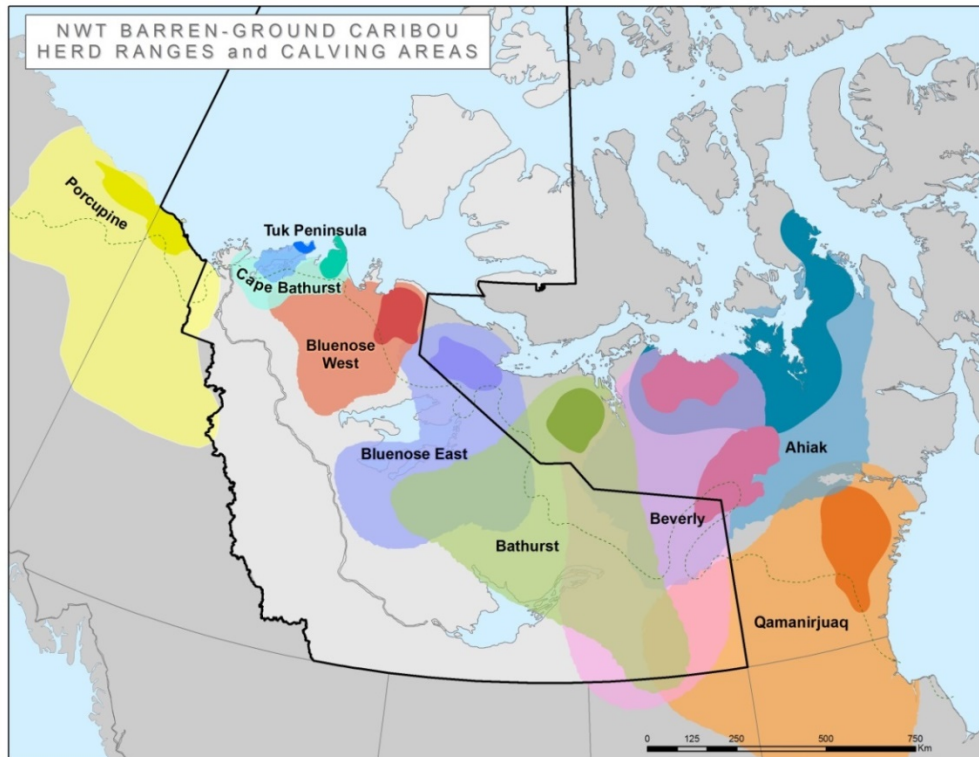 NWT BARREN-GROUND CARIBOU
HERD RANGES and CALVING AREAS
Porcupine
Tuk Peninsula
Cape Bathurst
Bluenose
West
Bluenose East
Bathurst
Beverly
Ahiak
Qamanirjuaq
0 125 250 500 750
Km